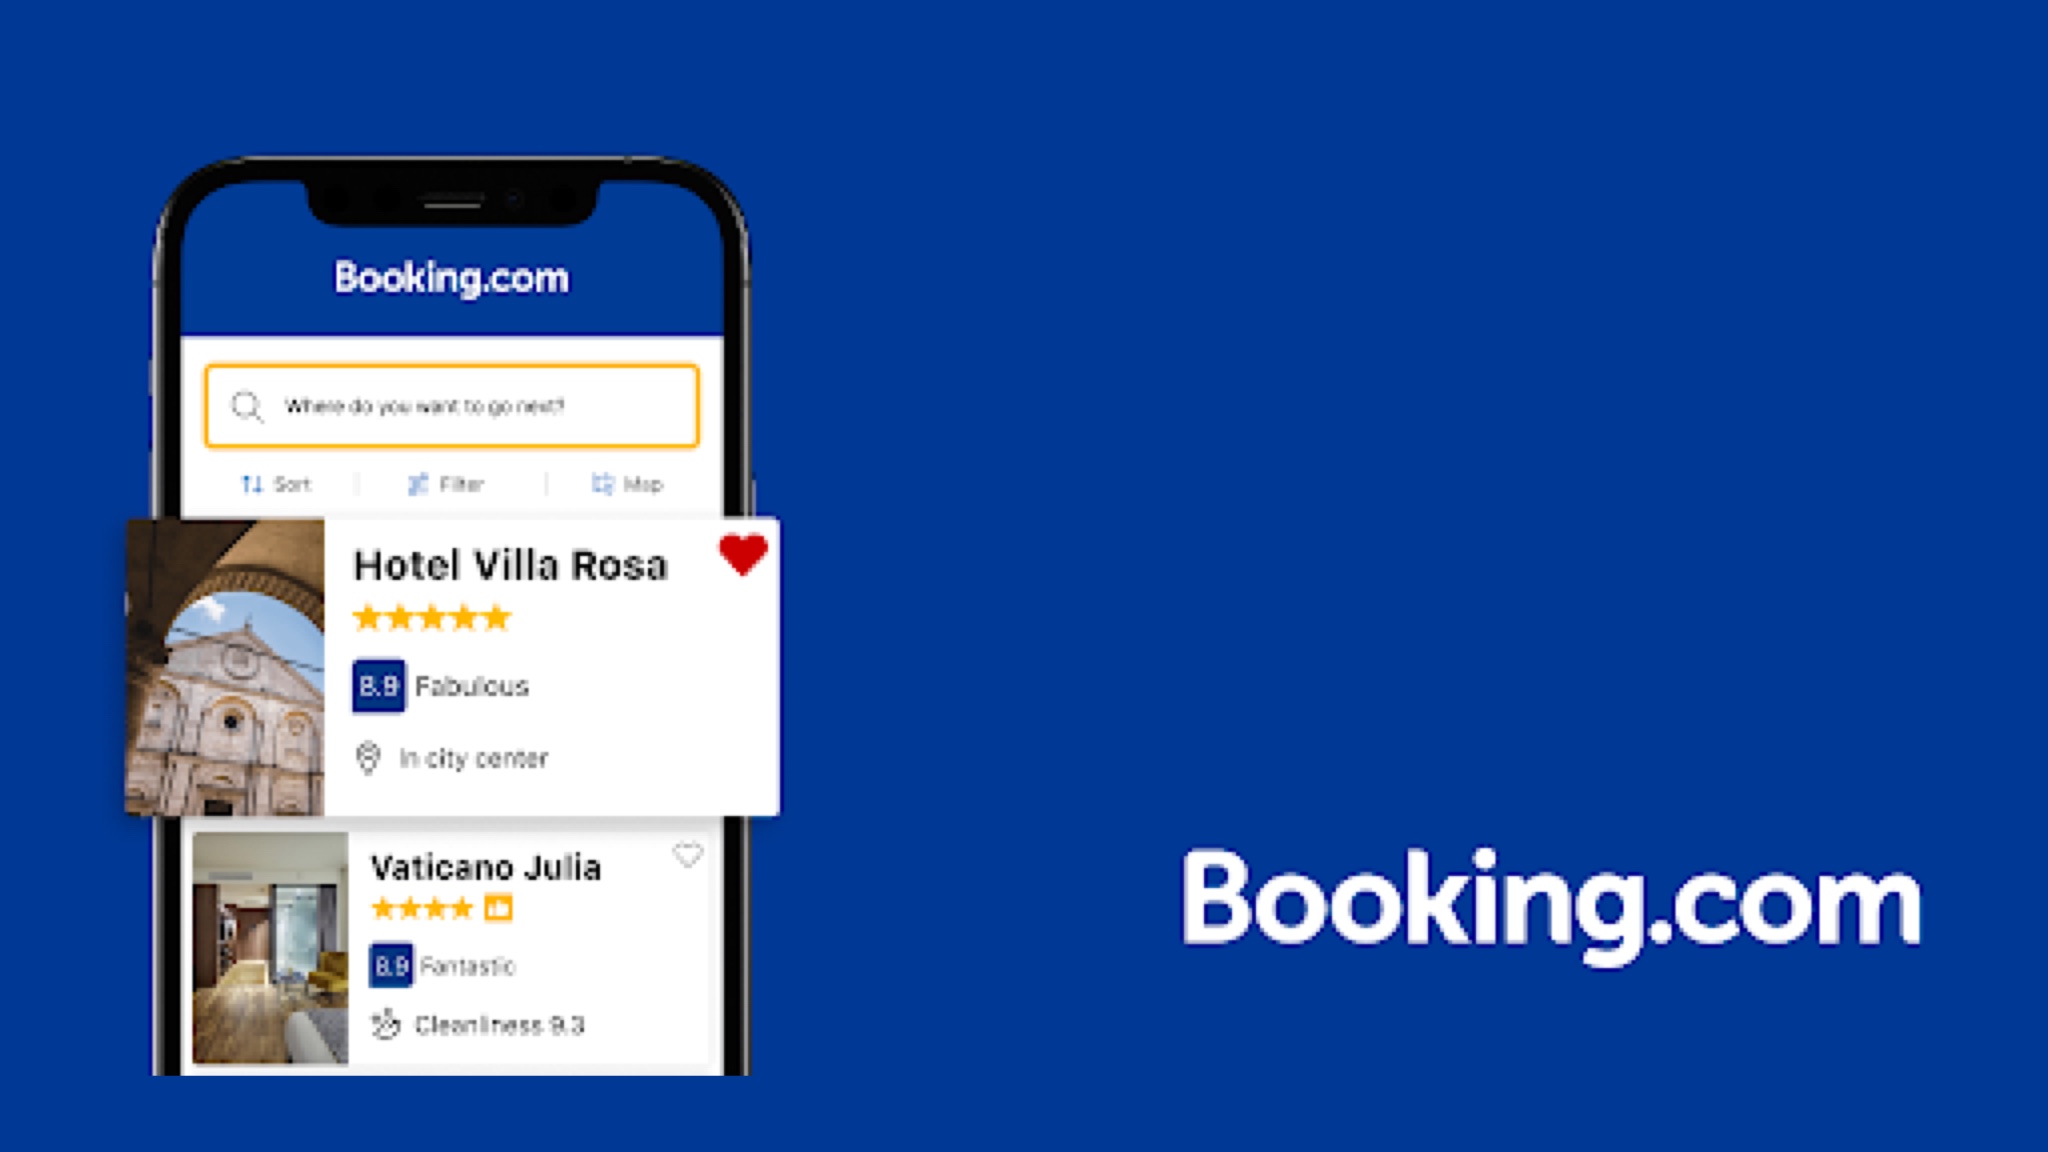 Booking.com
Where do you want to go next?
Sort
Filter
Map
Hotel Villa Rosa
8.9 Fabulous
In city center
Vaticano Julia
8.9 Fantastic
Cleanliness 9.3
Booking.com